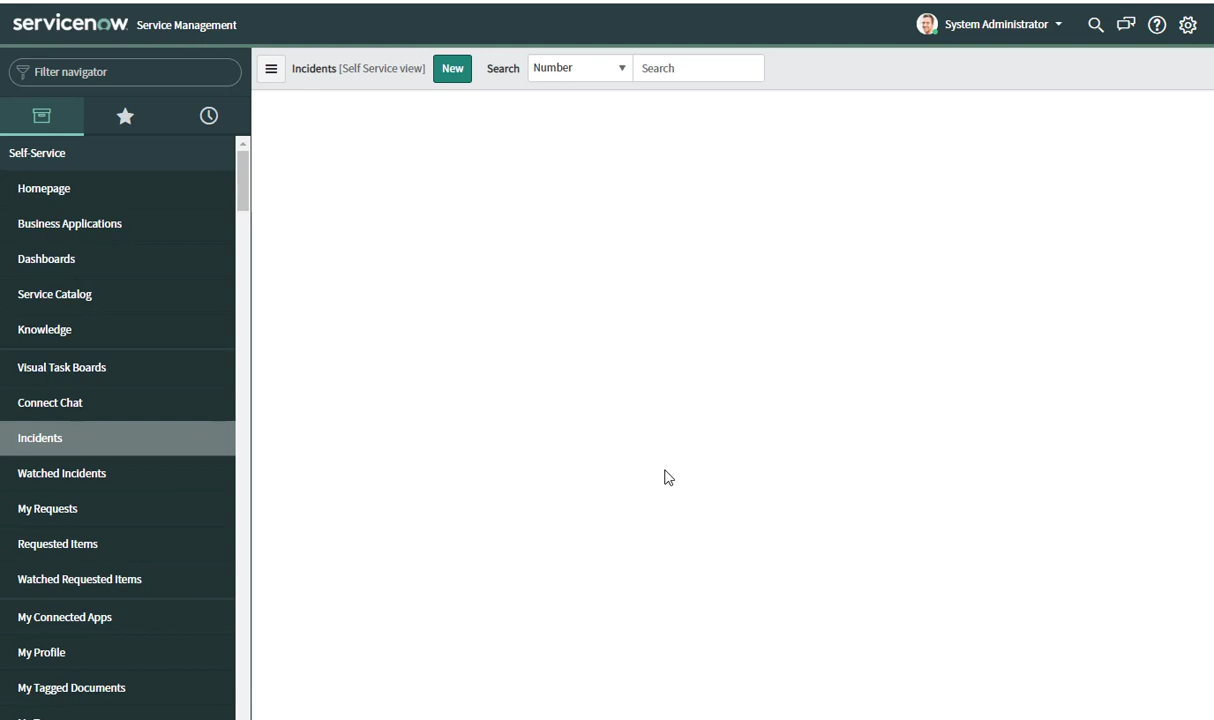 servicenow Service Management
System Administrator
Filter navigator
Incidents [Self Service view] New Search Number Search
Self-Service
Homepage
Business Applications
Dashboards
Service Catalog
Knowledge
Visual Task Boards
Connect Chat
Incidents
Watched Incidents
My Requests
Requested Items
Watched Requested Items
My Connected Apps
My Profile
My Tagged Documents